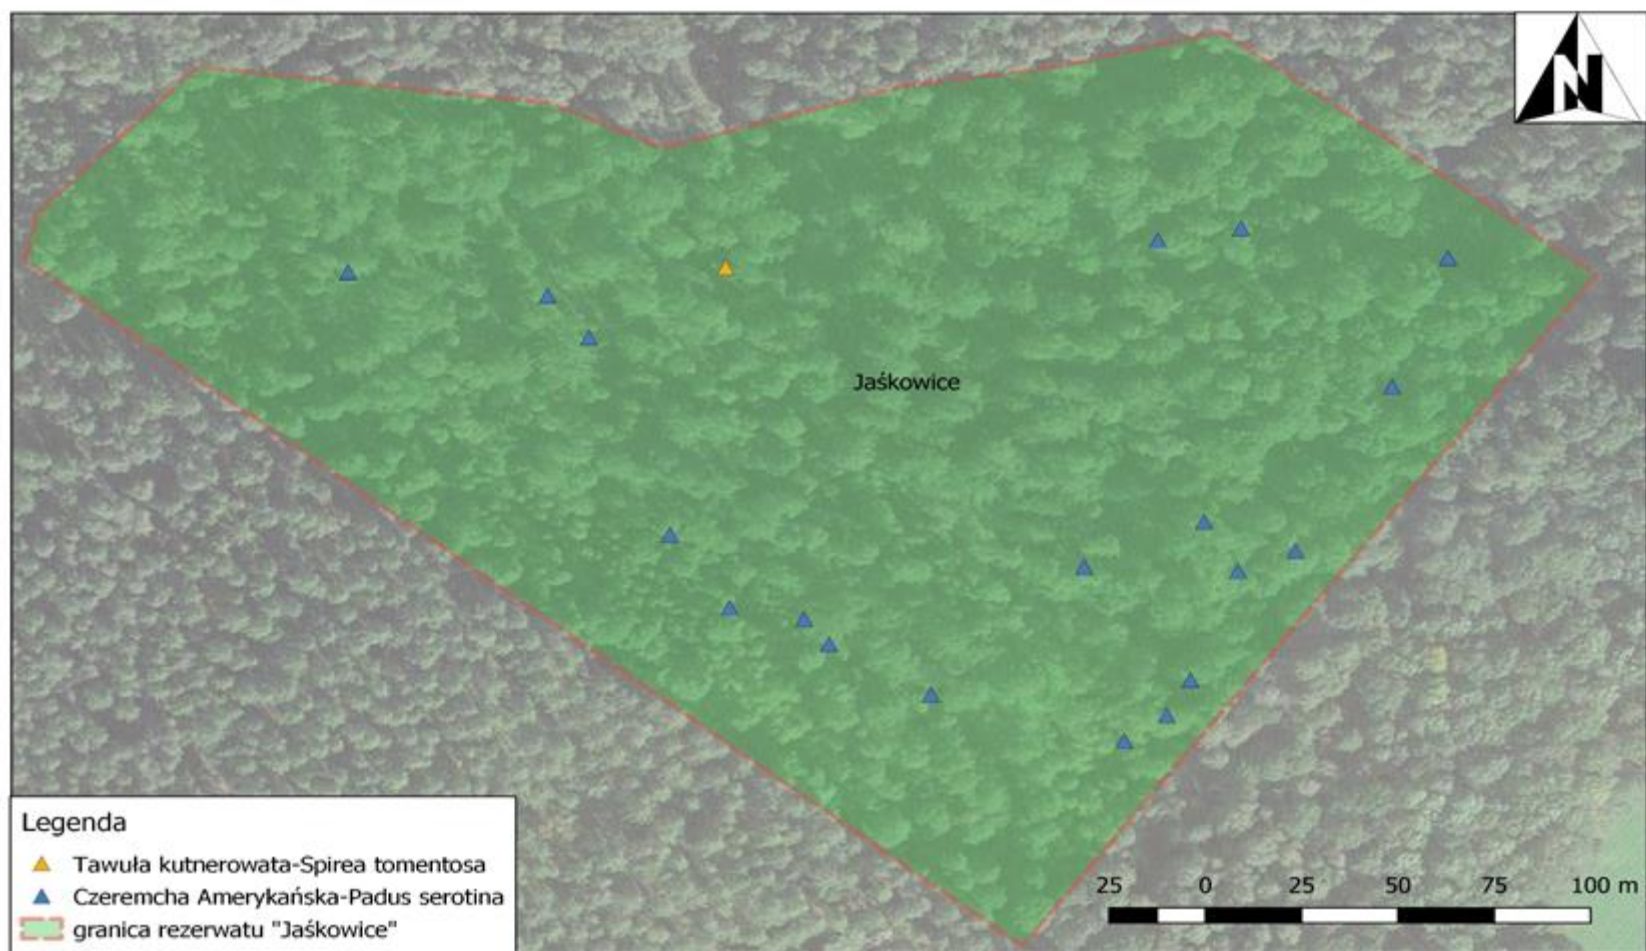 N
Jaśkowice
Legenda
Tawuła kutnerowata-Spirea tomentosa
Czeremcha Amerykańska-Padus serotina
granica rezerwatu "Jaśkowice"
25 0 25 50 75 100 m